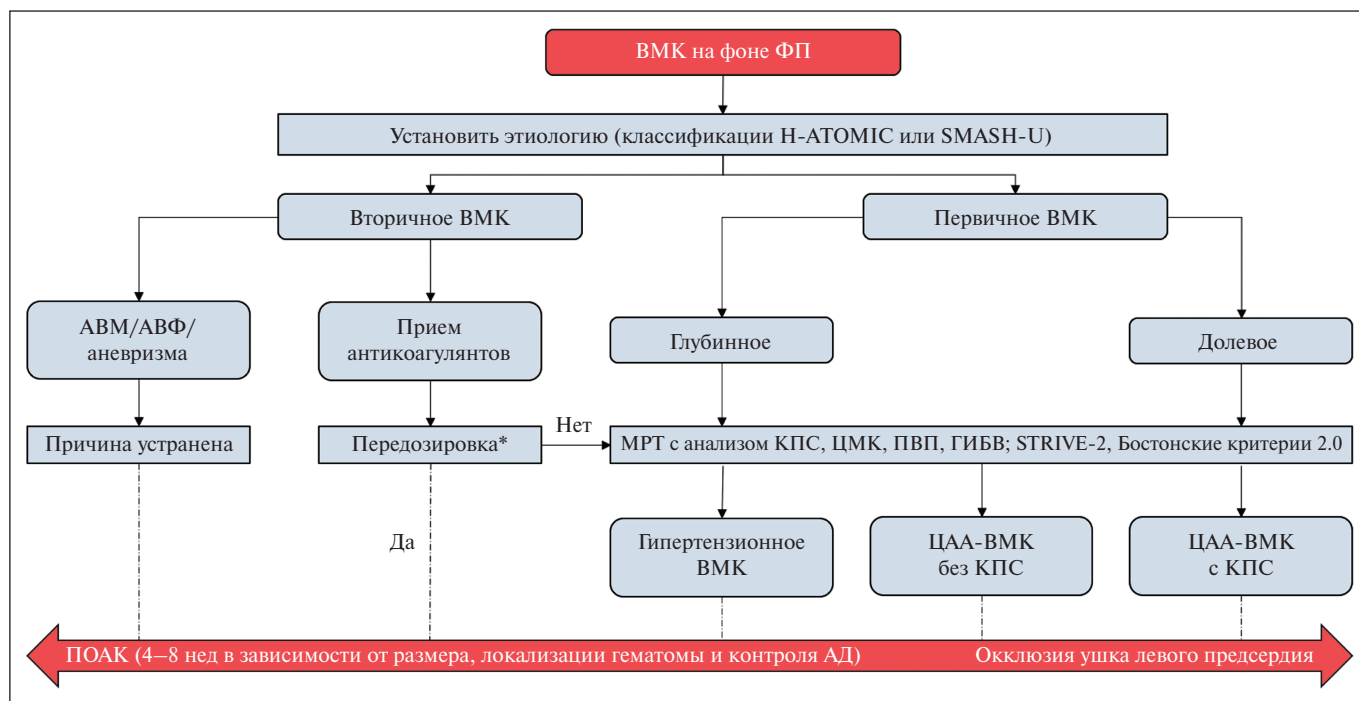 ВМК на фоне ФП
Установить этиологию (классификации H-ATOMIC или SMASH-U)
Вторичное ВМК
Первичное ВМК
АВМ/АВФ/
аневризма
Прием
антикоагулянтов
Глубинное
Долевое
Причина устранена
Передозировка*
Нет
МРТ с анализом КПС, ЦМК, ПВП, ГИБВ; STRIVE-2, Бостонские критерии 2.0
Да
Гипертензионное
ВМК
ЦАА-ВМК
без КПС
ЦАА-ВМК
с КПС
ПОАК (4–8 нед в зависимости от размера, локализации гематомы и контроля АД)
Окклюзия ушка левого предсердия